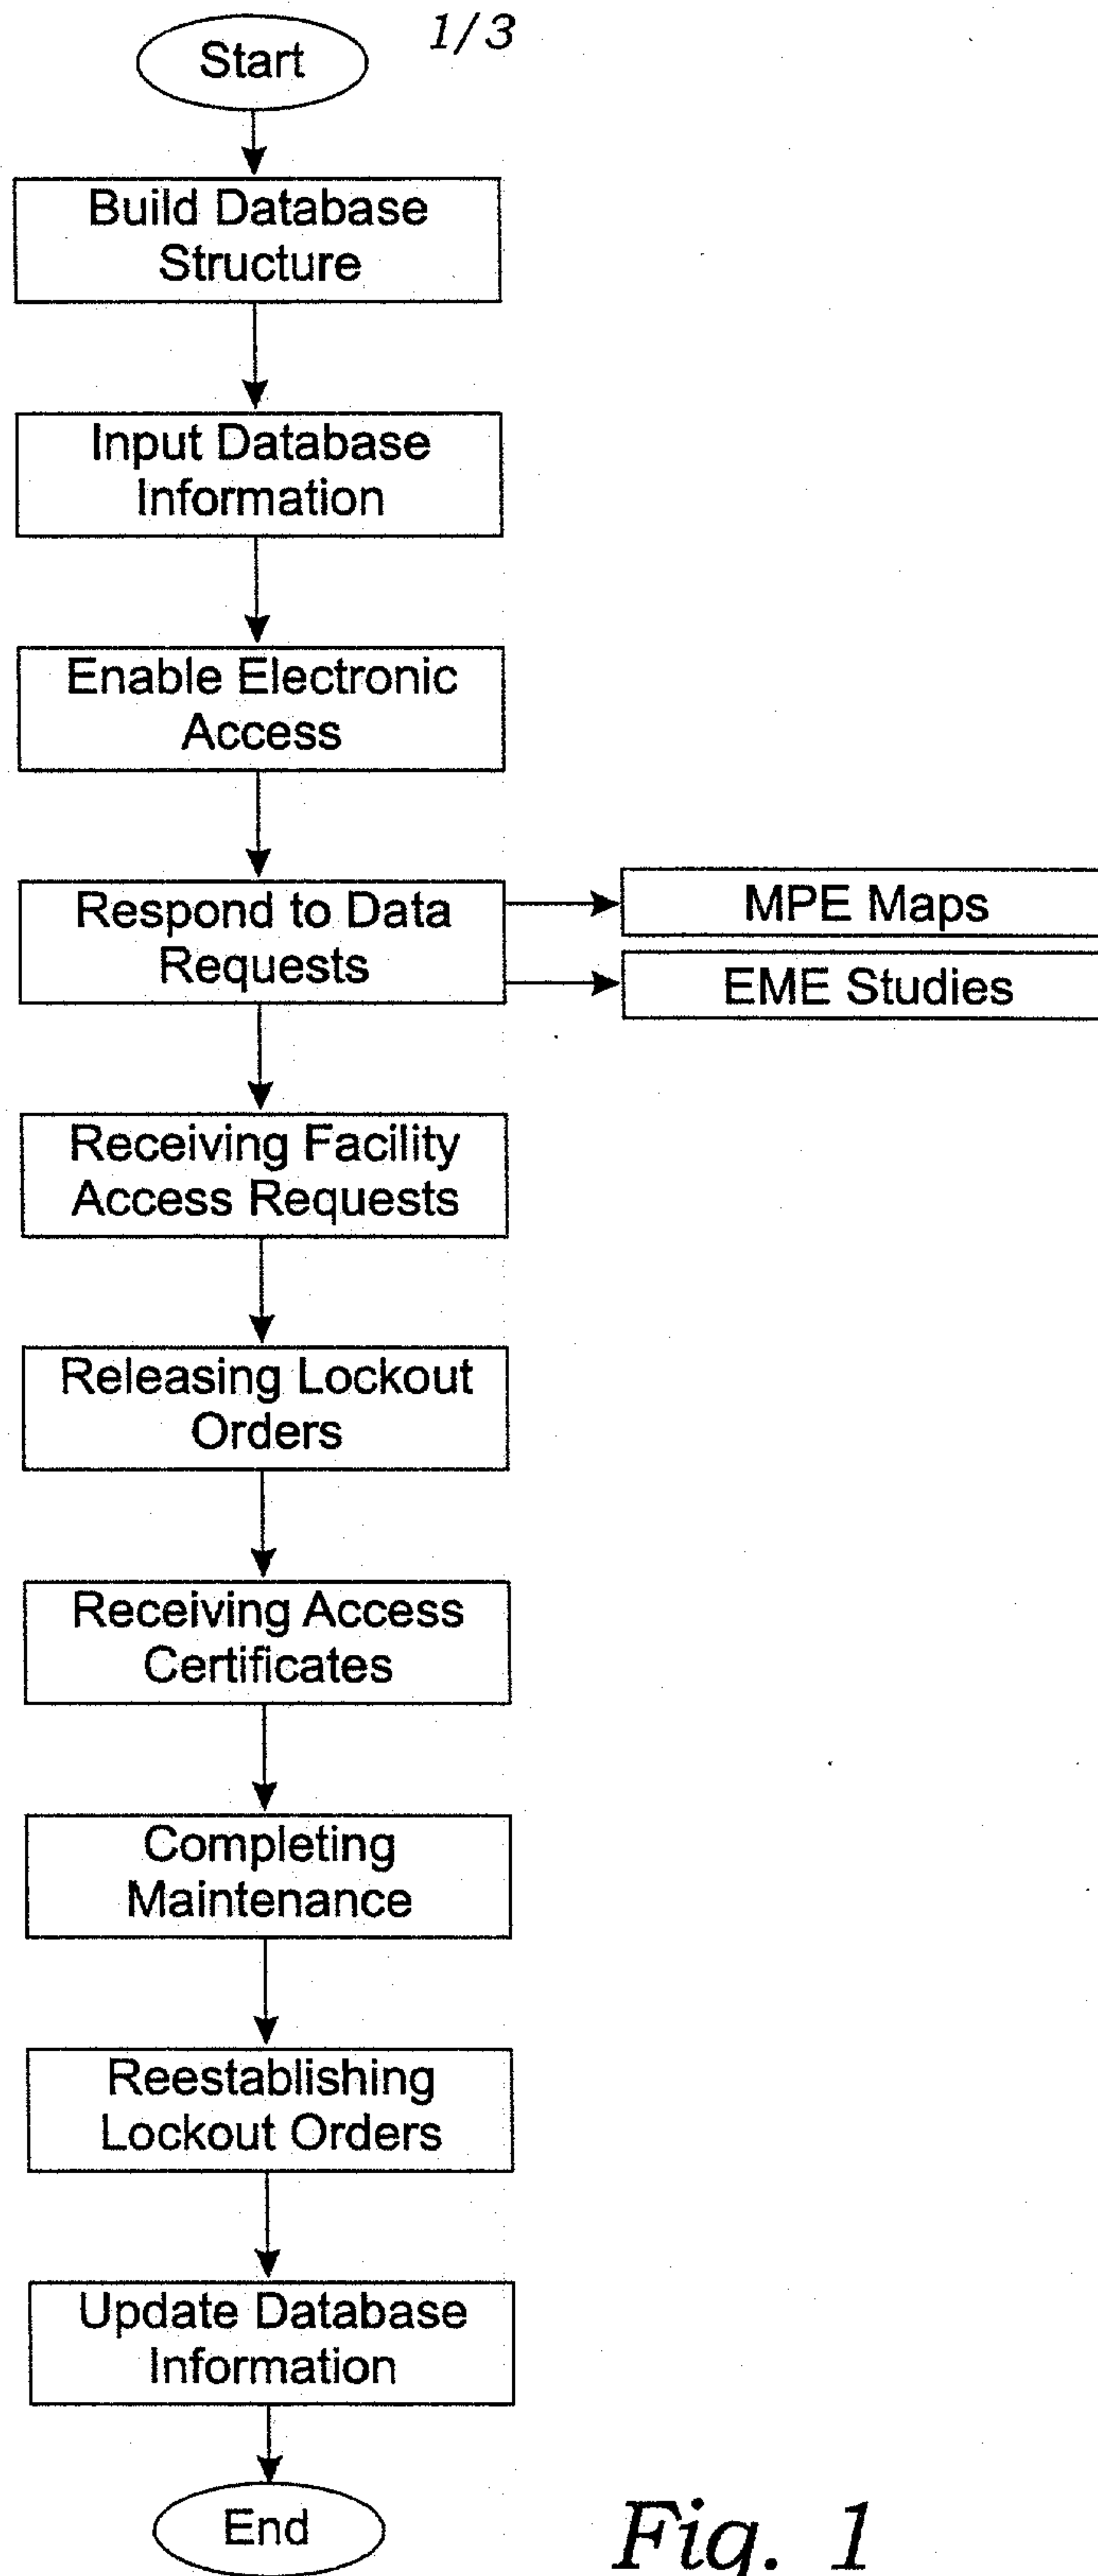 1/3
Start
Build Database
Structure
Input Database
Information
Enable Electronic
Access
Respond to Data
Requests
MPE Maps
EME Studies
Receiving Facility
Access Requests
Releasing Lockout
Orders
Receiving Access
Certificates
Completing
Maintenance
Reestablishing
Lockout Orders
Update Database
Information
End
Fig. 1